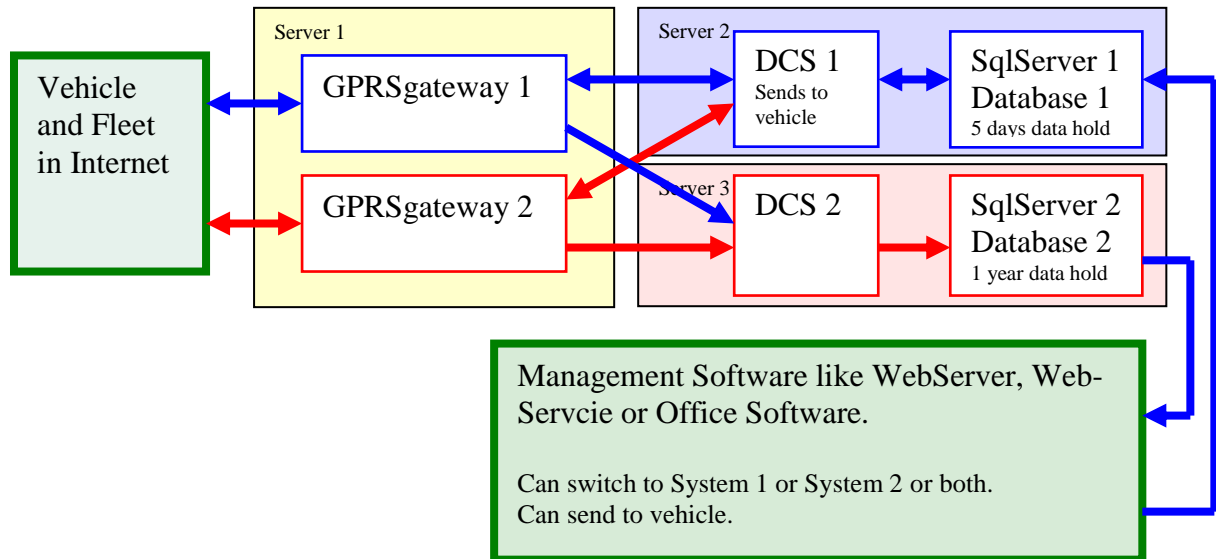 Server 1
Server 2
Vehicle
and Fleet
in Internet
GPRSgateway 1
DCS 1
Sends to
vehicle
SqlServer 1
Database 1
5 days data hold
Server 3
GPRSgateway 2
DCS 2
SqlServer 2
Database 2
1 year data hold
Management Software like WebServer, Web-
Servcie or Office Software.
Can switch to System 1 or System 2 or both.
Can send to vehicle.